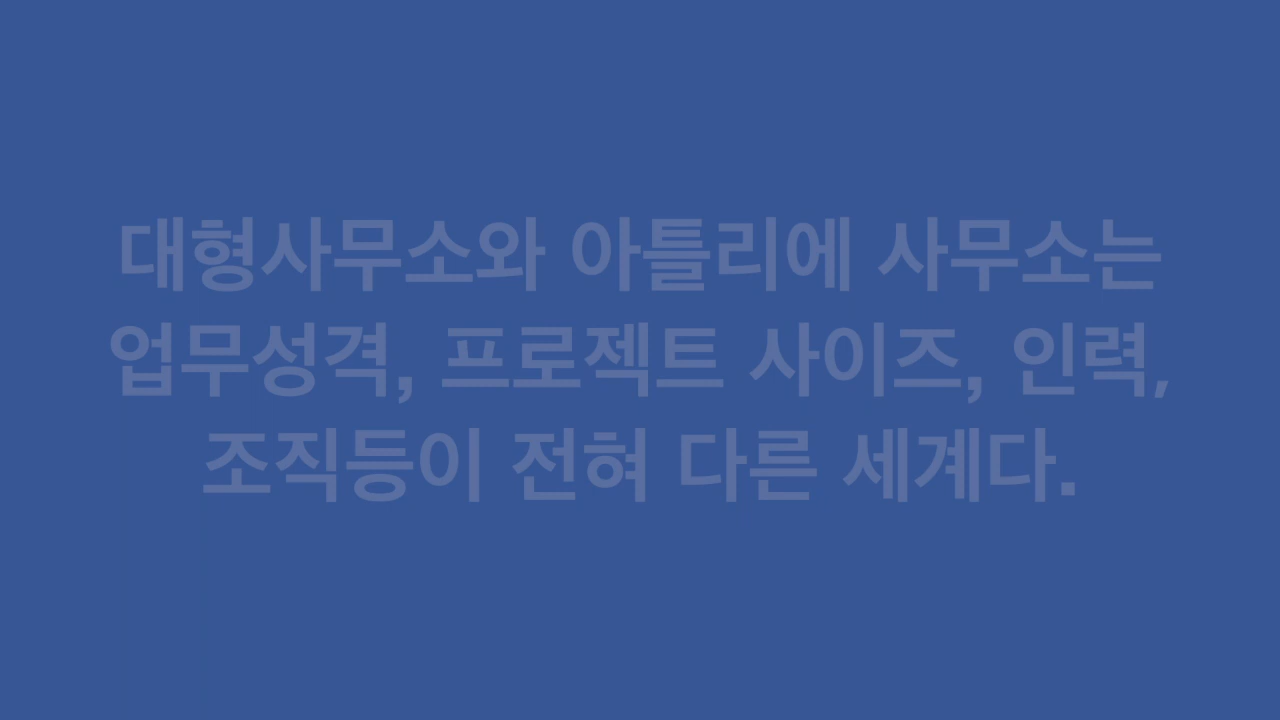 대형사무소와 아틀리에 사무소는
업무성격, 프로젝트 사이즈, 인력,
조직등이 전혀 다른 세계다.